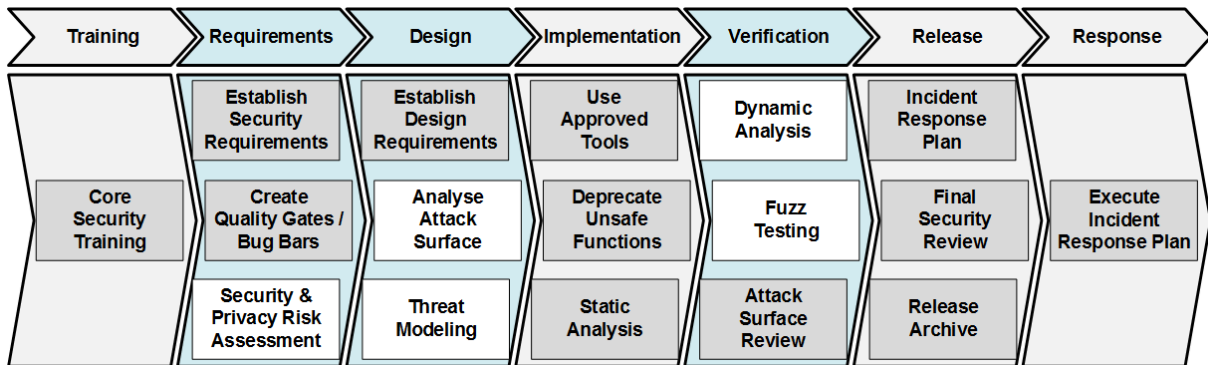 Training
Requirements
Design
Implementation
Verification
Release
Response
Core
Security
Training
Establish
Security
Requirements
Create
Quality Gates /
Bug Bars
Security &
Privacy Risk
Assessment
Establish
Design
Requirements
Analyse
Attack
Surface
Threat
Modeling
Use
Approved
Tools
Deprecate
Unsafe
Functions
Static
Analysis
Dynamic
Analysis
Fuzz
Testing
Attack
Surface
Review
Incident
Response
Plan
Final
Security
Review
Release
Archive
Execute
Incident
Response Plan